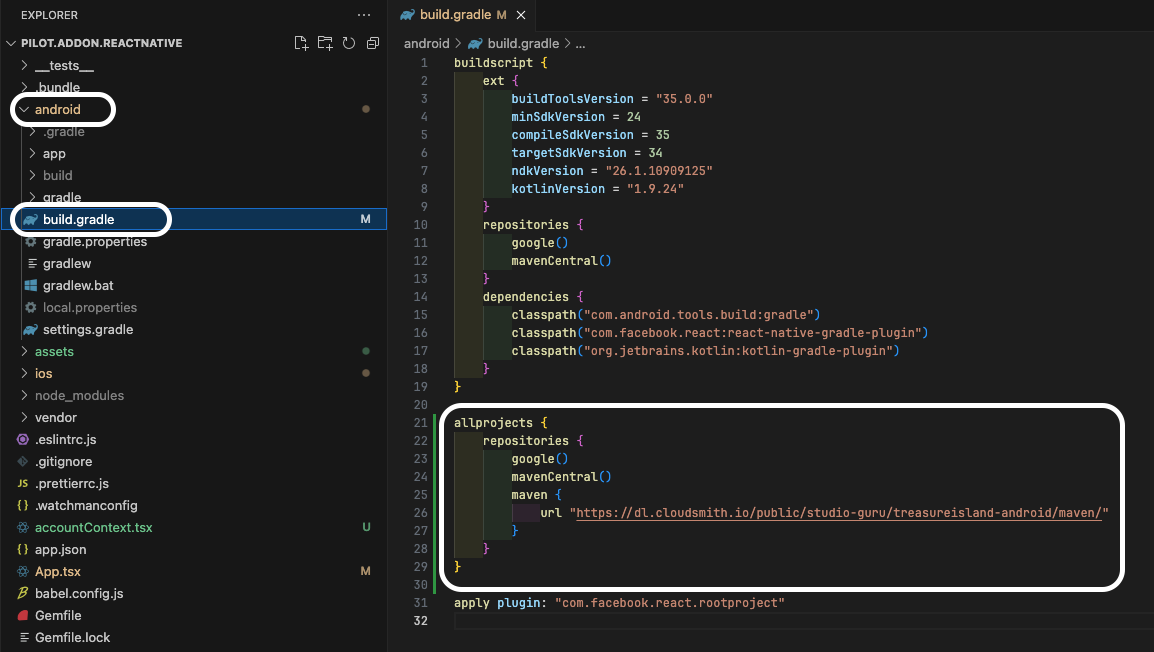 EXPLORER
PILOT.ADDON.REACTNATIVE
__tests__
.bundle
android
.gradle
app
build
gradle
build.gradle M
gradle.properties
gradlew
gradlew.bat
local.properties
settings.gradle
assets
ios
node_modules
vendor
.eslintrc.js
.gitignore
JS .prettierrc.js
{} .watchmanconfig
accountContext.tsx U
{} app.json
App.tsx M
babel.config.js
Gemfile
Gemfile.lock
build.gradle M
android > build.gradle > ...
1 buildscript {
2 ext {
3 buildToolsVersion = "35.0.0"
4 minSdkVersion = 24
5 compileSdkVersion = 35
6 targetSdkVersion = 34
7 ndkVersion = "26.1.10909125"
8 kotlinVersion = "1.9.24"
9 }
10 repositories {
11 google()
12 mavenCentral()
13 }
14 dependencies {
15 classpath("com.android.tools.build:gradle")
16 classpath("com.facebook.react:react-native-gradle-plugin")
17 classpath("org.jetbrains.kotlin:kotlin-gradle-plugin")
18 }
19 }
20
21 allprojects {
22 repositories {
23 google()
24 mavenCentral()
25 maven {
26 url "https://dl.cloudsmith.io/public/studio-guru/treasureisland-android/maven/"
27 }
28 }
29 }
30
31 apply plugin: "com.facebook.react.rootproject"
32